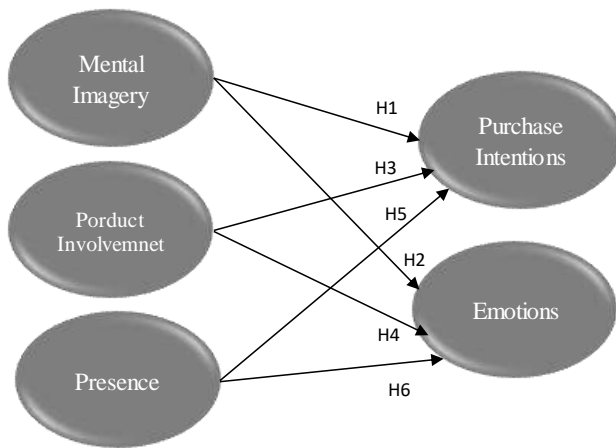 Mental
Imagery
H1
Purchase
Intentions
H3
Porduct
Involvemnet
H5
H2
Emotions
H4
Presence
H6